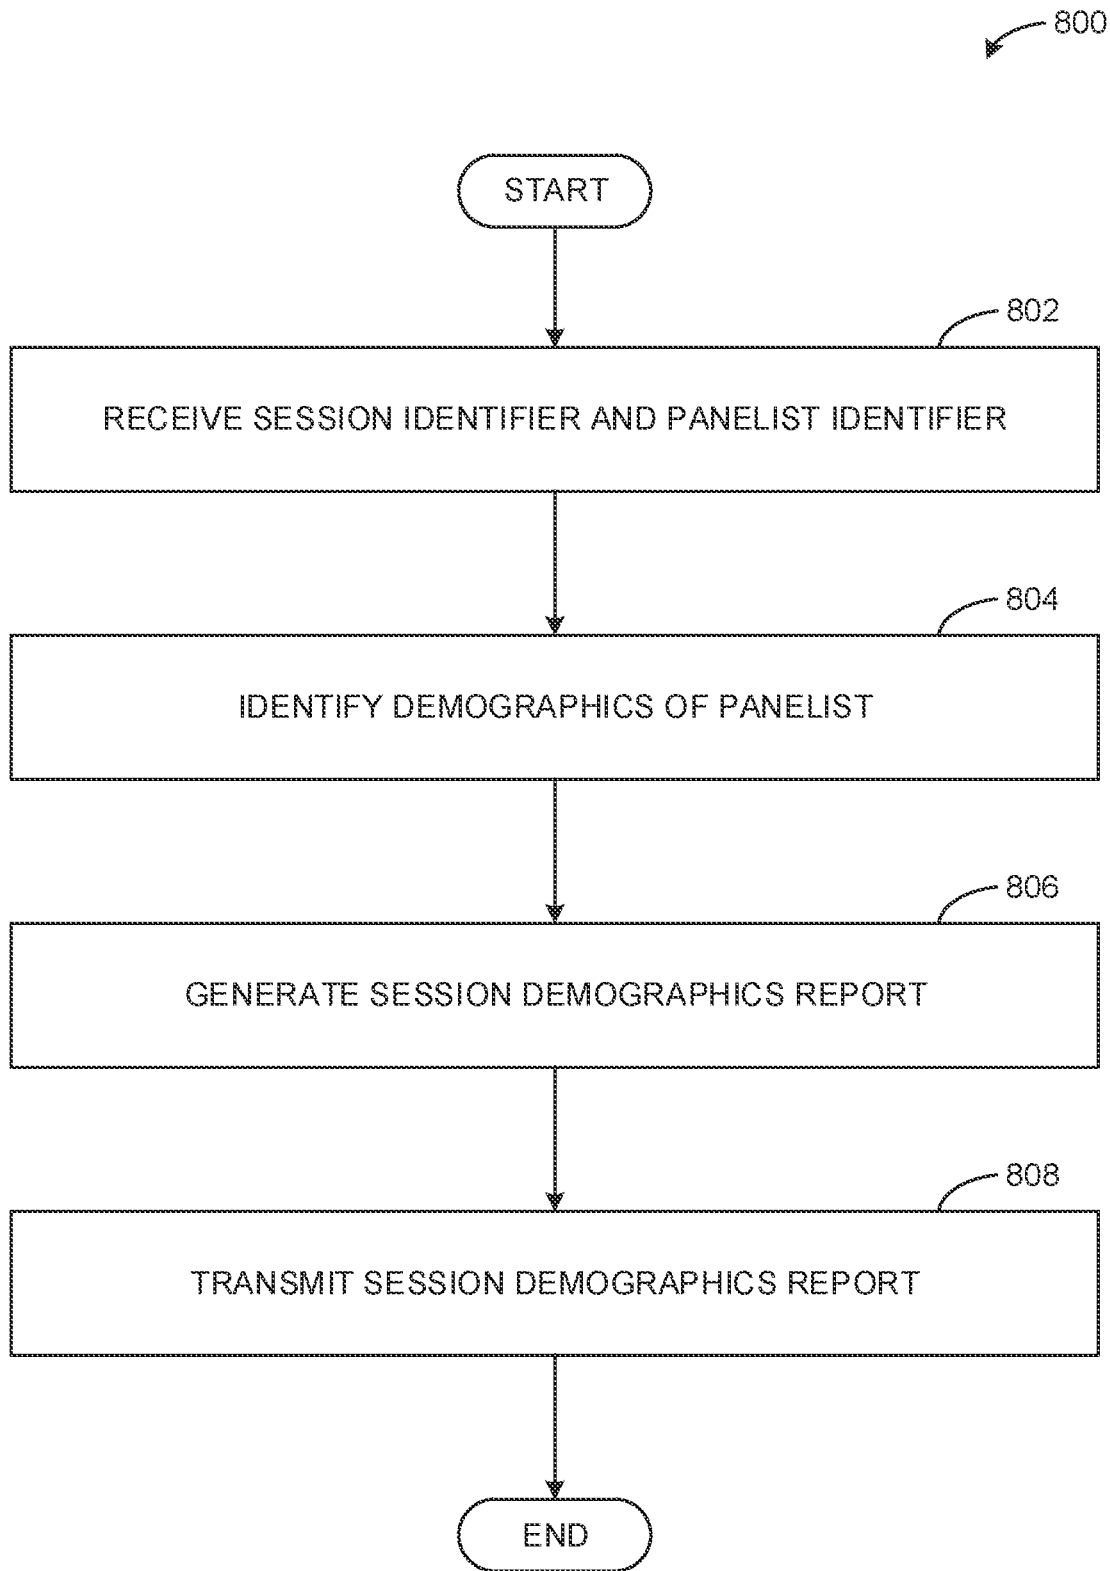 800
START
802
RECEIVE SESSION IDENTIFIER AND PANELIST IDENTIFIER
804
IDENTIFY DEMOGRAPHICS OF PANELIST
806
GENERATE SESSION DEMOGRAPHICS REPORT
808
TRANSMIT SESSION DEMOGRAPHICS REPORT
END